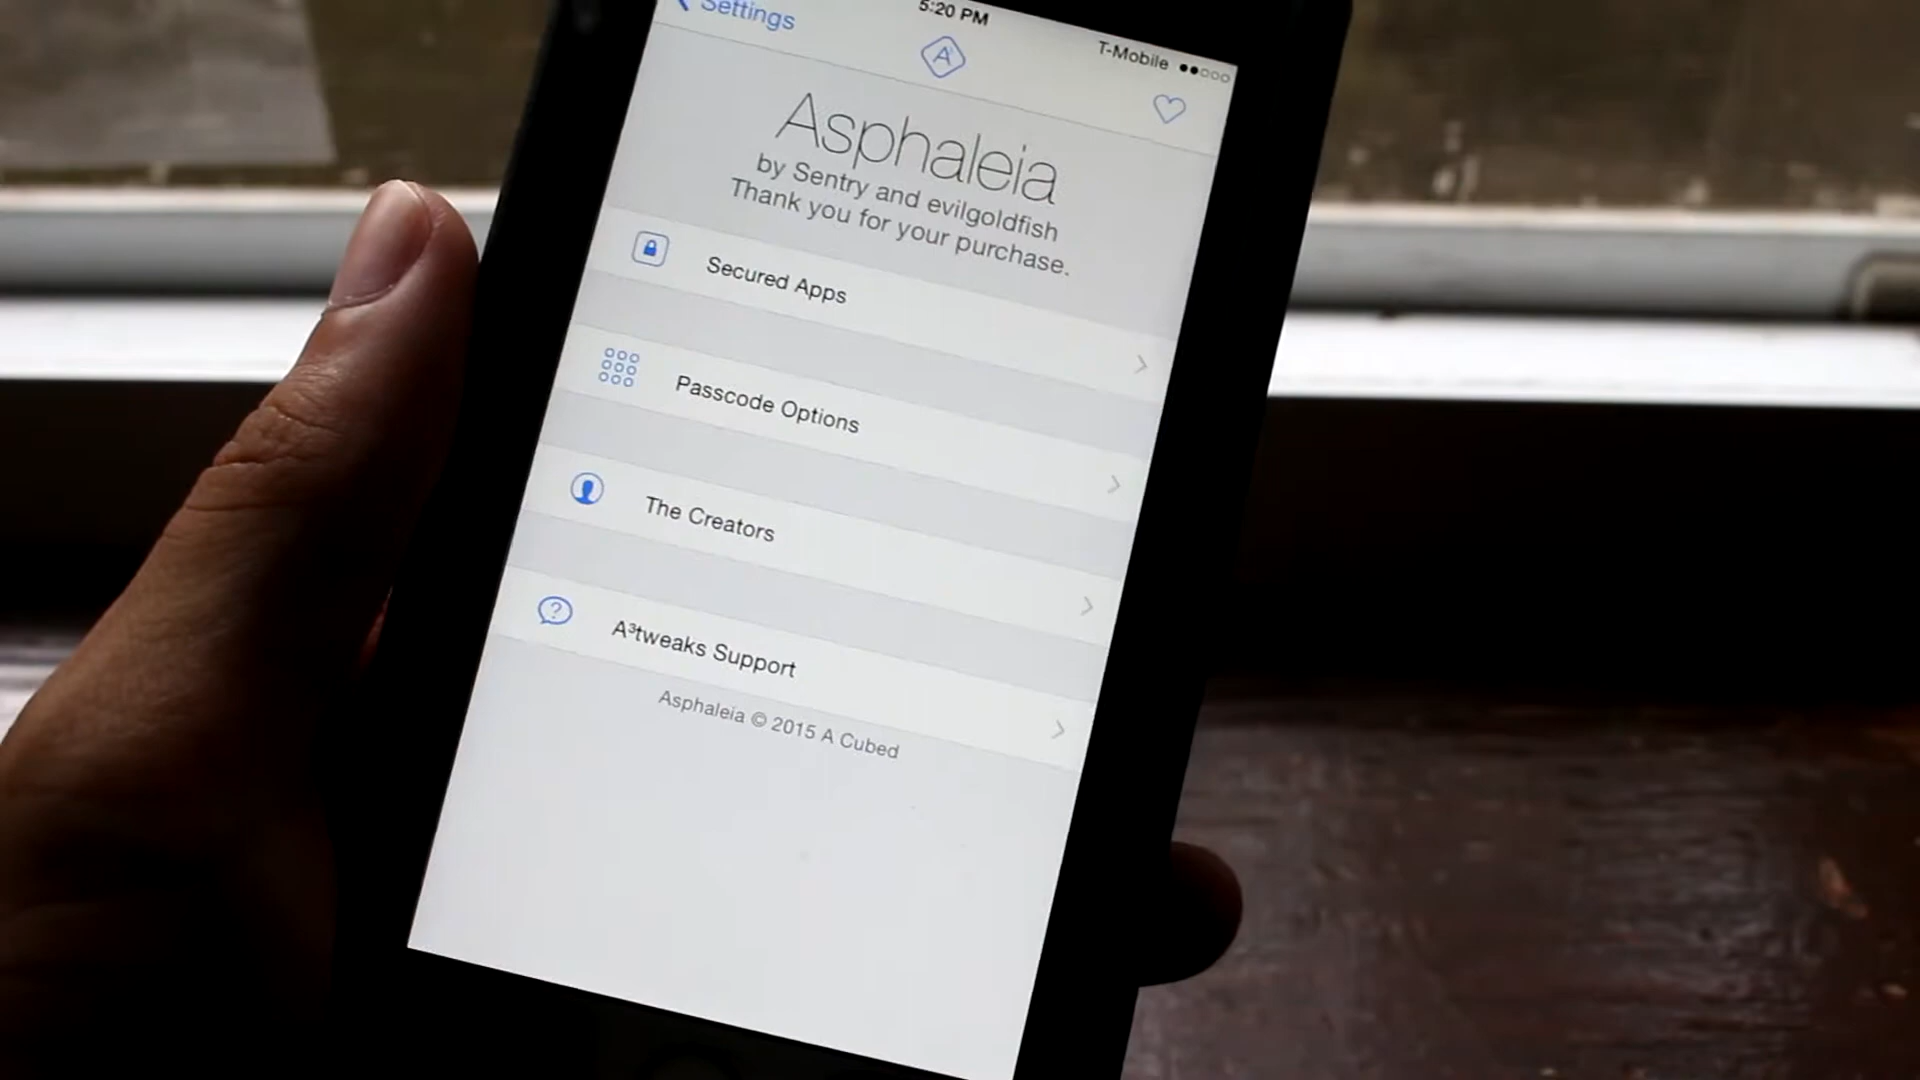 5:20 PM
T-Mobile
Settings
A
Asphaleia
by Sentry and evilgoldfish
Thank you for your purchase.
Secured Apps
Passcode Options
The Creators
A³tweaks Support
Asphaleia © 2015 A Cubed